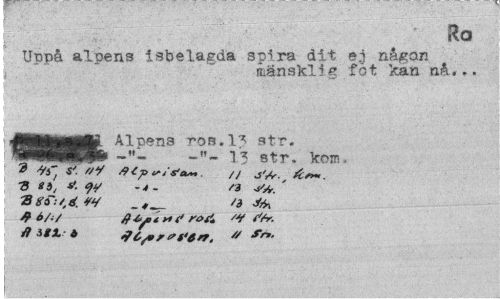 Ro
Uppå alpens isbelagda spira dit ej någon
mänsklig fot kan nå...
Alpens ros. 13 str.
-"- -"- 13 str. kom.
B 45, s. 114 Alpvisan. 11 str., kom.
B 83, s. 94 -"- 13 str.
B 85:1, s. 44 -"- 13 str.
A 61:1 Alpens ros. 14 str.
A 382:3 Alprosen. 11 str.